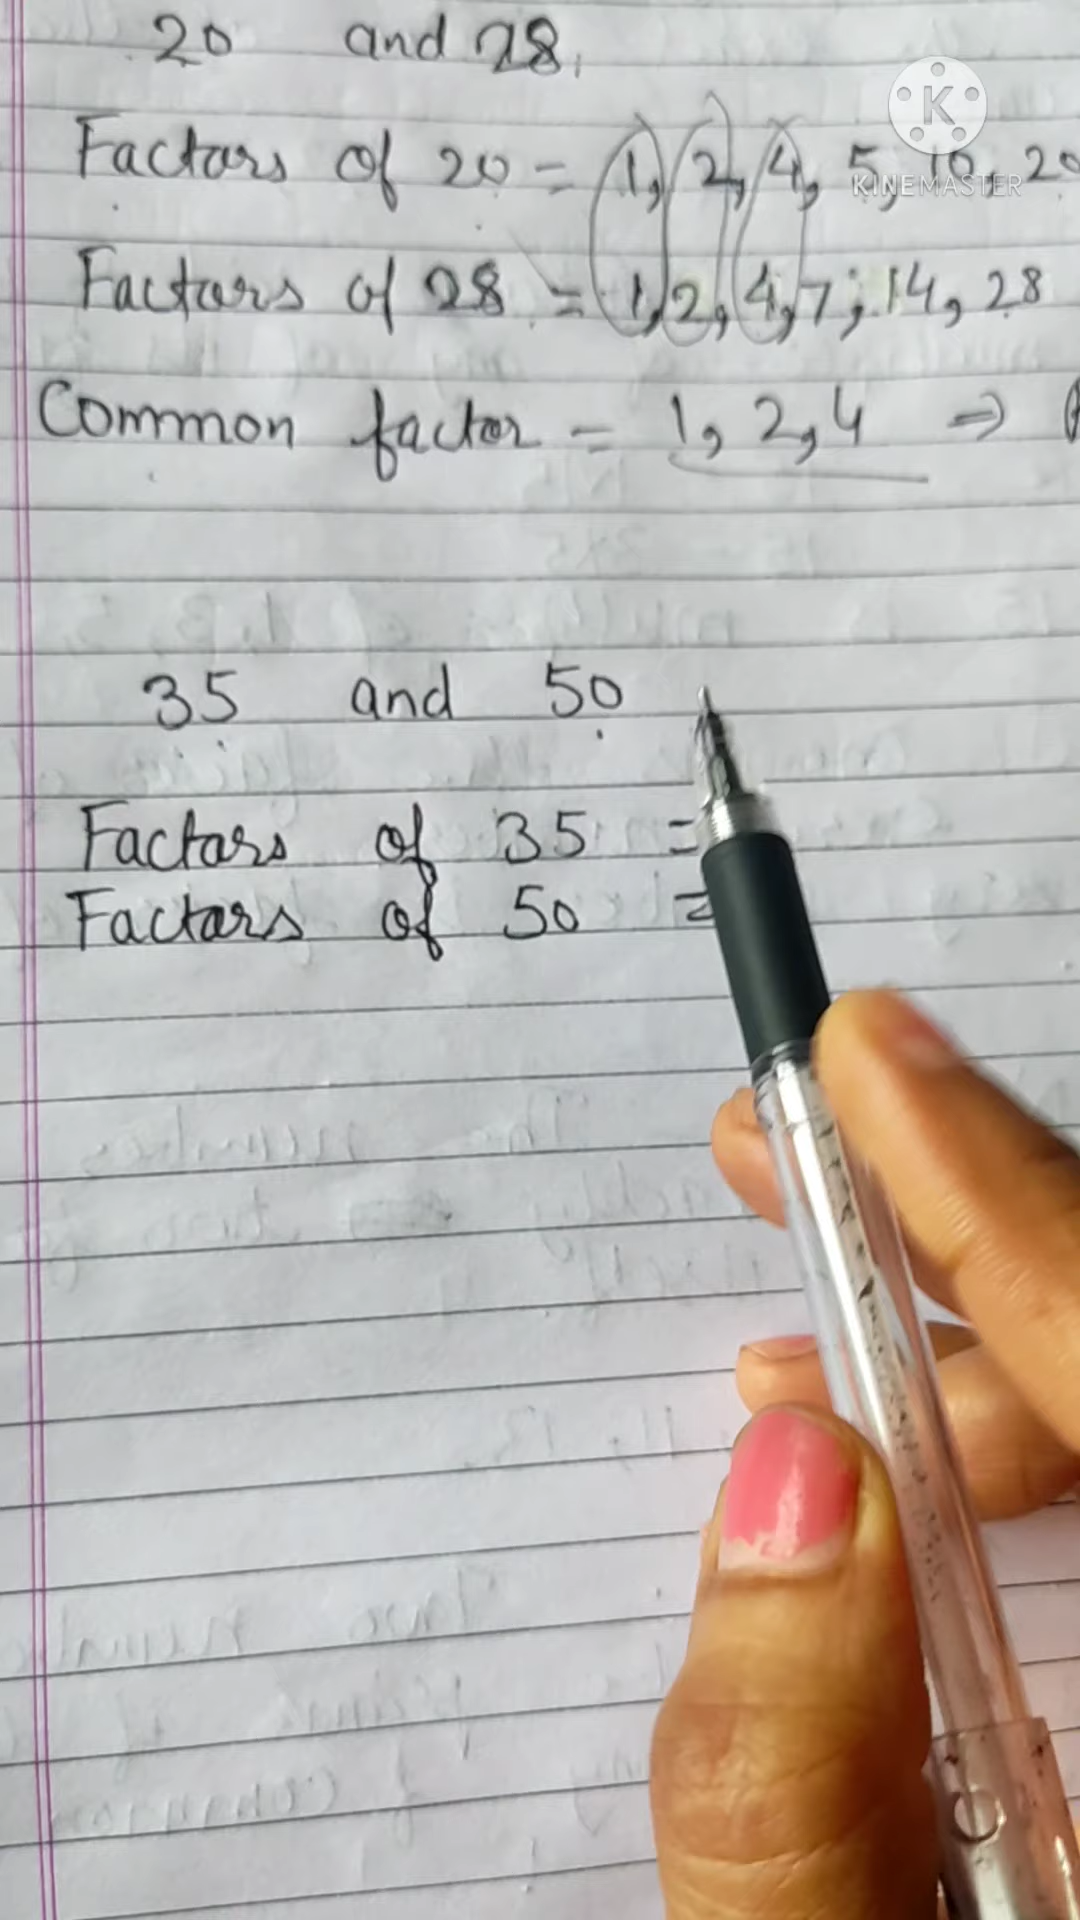 20 and 28,
Factors of 20 = 1, 2, 4, 5, 10, 20
Factors of 28 = 1, 2, 4, 7, 14, 28
Common factor = 1, 2, 4 ⇒
35 and 50
Factors of 35 =
Factors of 50 =
K
KINEMASTER